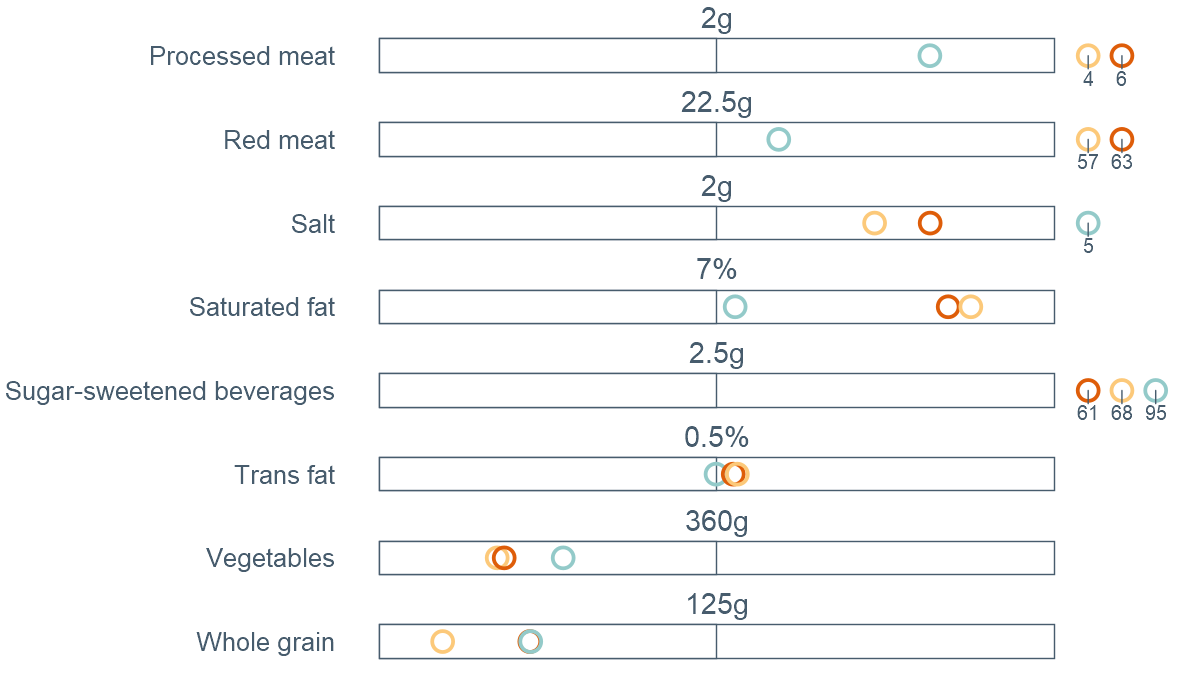 2g
Processed meat
4 6
22.5g
Red meat
57 63
2g
Salt
5
7%
Saturated fat
2.5g
Sugar-sweetened beverages
61 68 95
0.5%
Trans fat
360g
Vegetables
125g
Whole grain